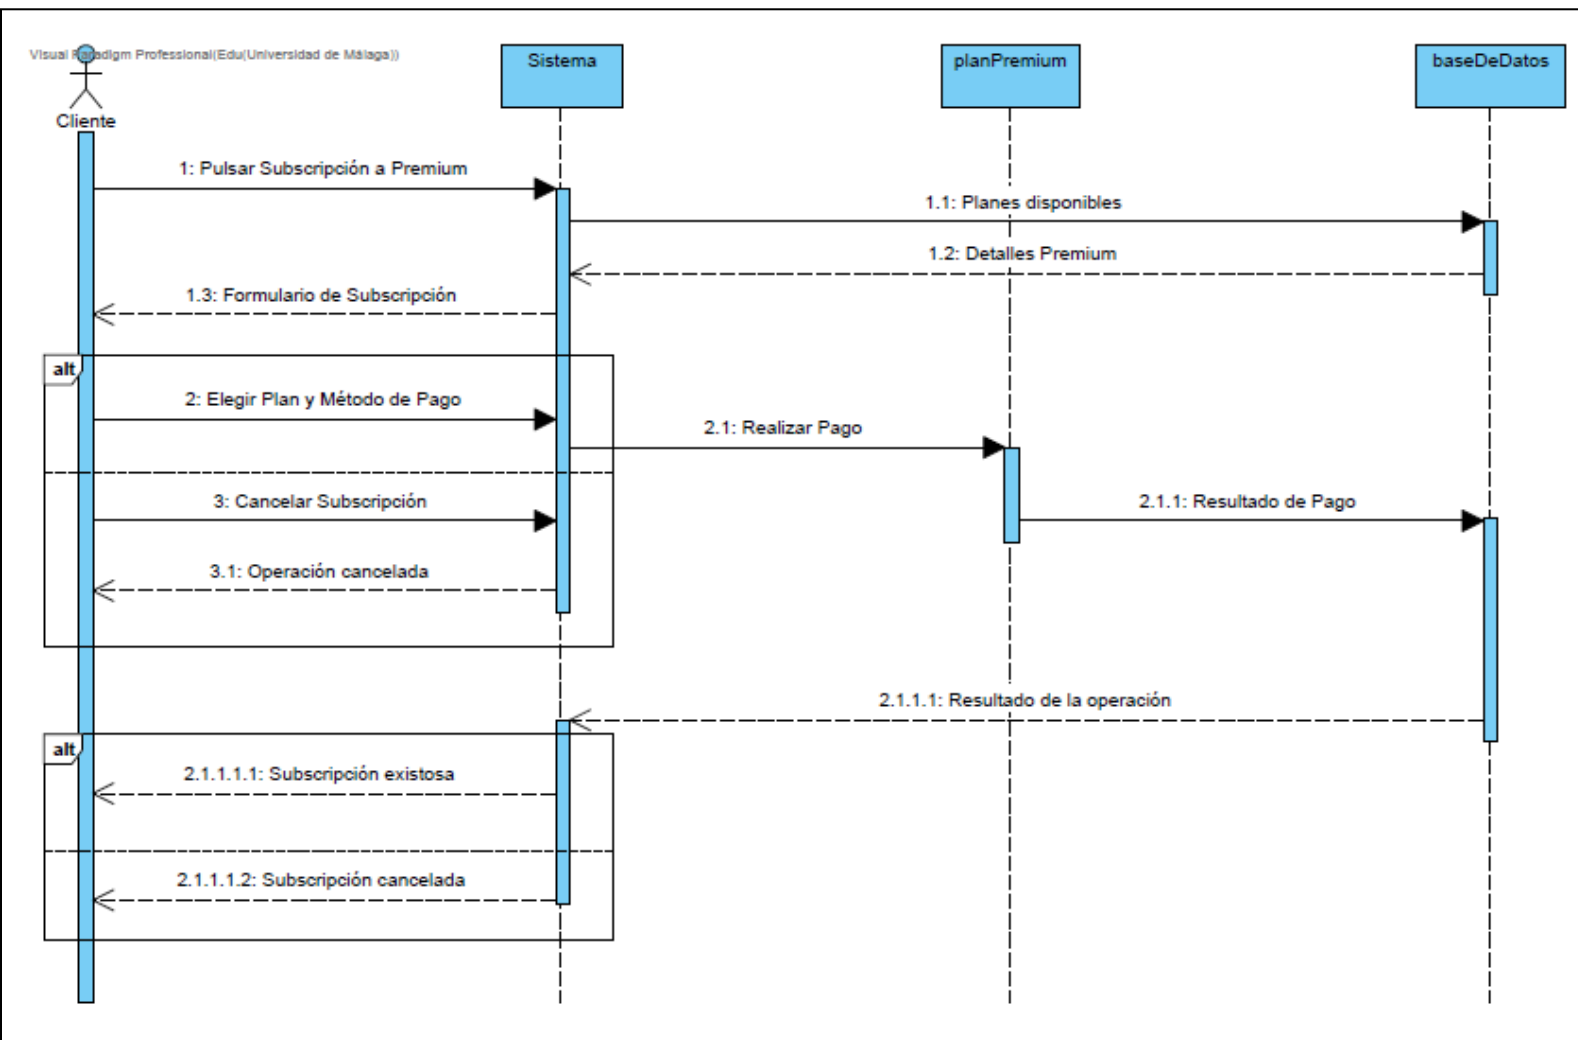 Visual Paradigm Professional(Edu(Universidad de Málaga))
Cliente
Sistema
planPremium
baseDeDatos
1: Pulsar Subscripción a Premium
1.1: Planes disponibles
1.2: Detalles Premium
1.3: Formulario de Subscripción
alt
2: Elegir Plan y Método de Pago
2.1: Realizar Pago
3: Cancelar Subscripción
2.1.1: Resultado de Pago
3.1: Operación cancelada
2.1.1.1: Resultado de la operación
alt
2.1.1.1.1: Subscripción existosa
2.1.1.1.2: Subscripción cancelada